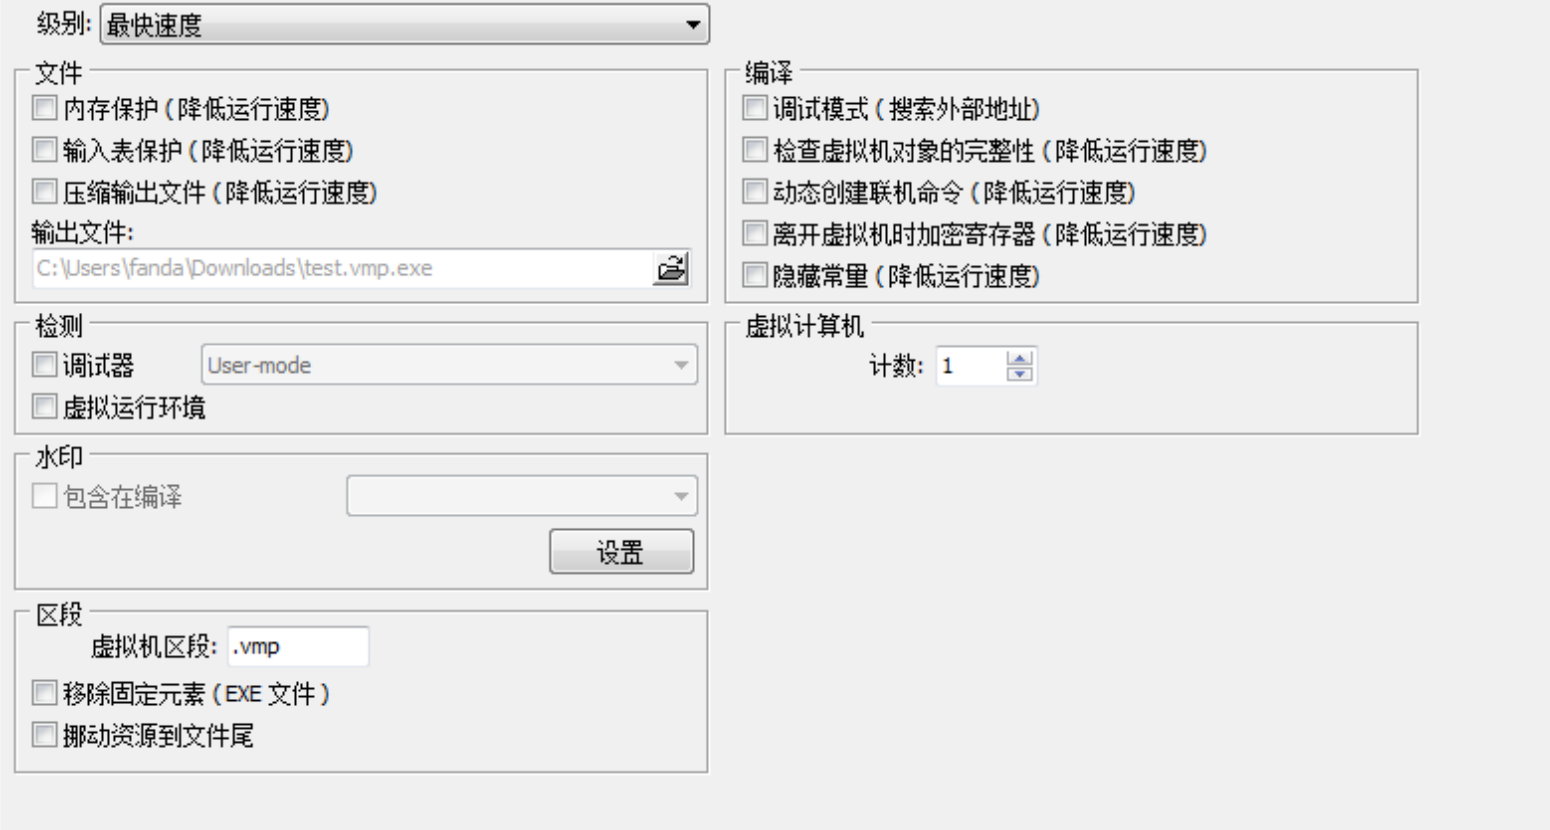 级别: 最快速度
文件
内存保护(降低运行速度)
输入表保护(降低运行速度)
压缩输出文件(降低运行速度)
输出文件:
C:\Users\fanda\Downloads\test.vmp.exe
编译
调试模式(搜索外部地址)
检查虚拟机对象的完整性(降低运行速度)
动态创建联机命令(降低运行速度)
离开虚拟机时加密寄存器(降低运行速度)
隐藏常量(降低运行速度)
检测
调试器 User-mode
虚拟运行环境
虚拟计算机
计数: 1
水印
包含在编译
设置
区段
虚拟机区段: .vmp
移除固定元素(EXE 文件)
挪动资源到文件尾